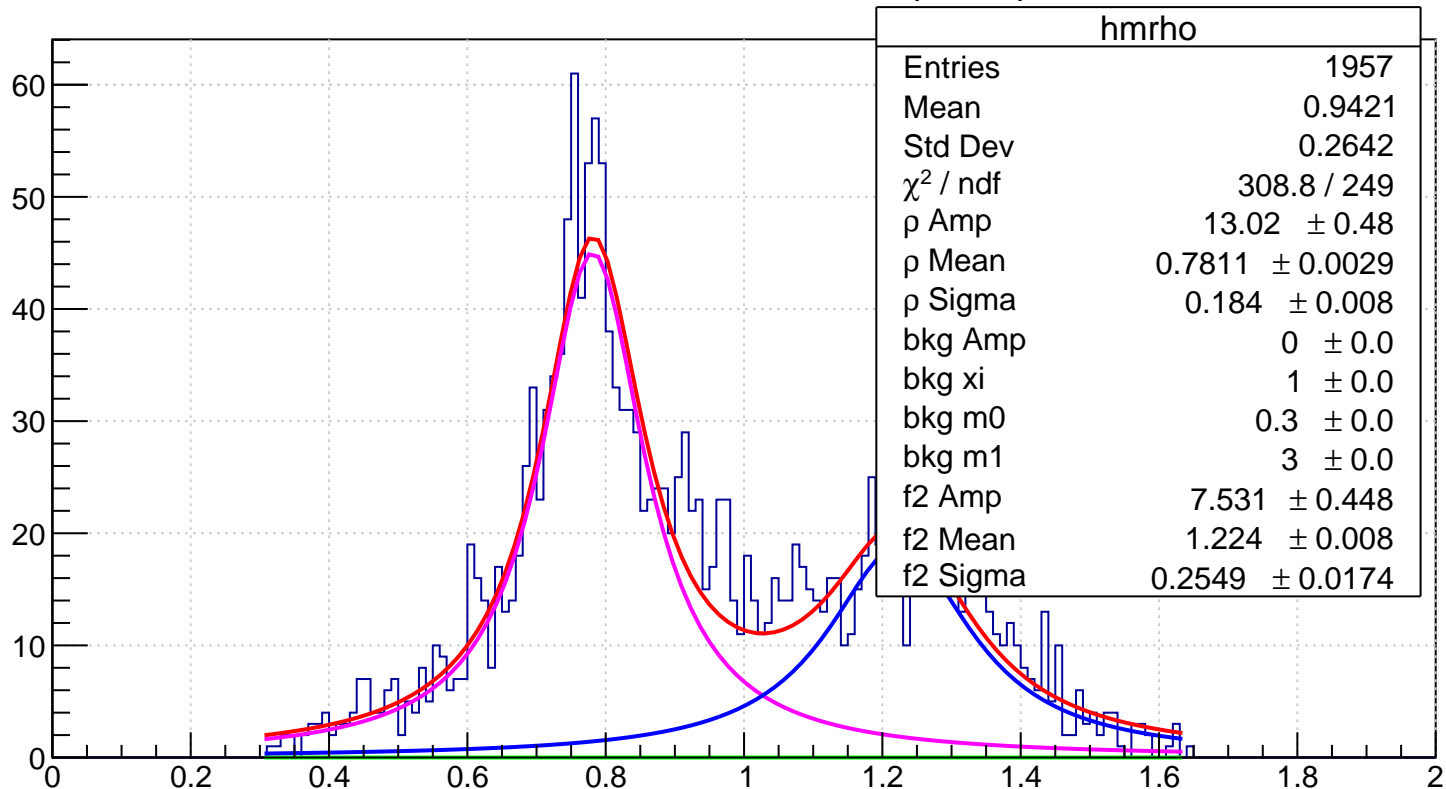 hmrho
Entries 1957
Mean 0.9421
Std Dev 0.2642
χ² / ndf 308.8 / 249
ρ Amp 13.02 ± 0.48
ρ Mean 0.7811 ± 0.0029
ρ Sigma 0.184 ± 0.008
bkg Amp 0 ± 0.0
bkg xi 1 ± 0.0
bkg m0 0.3 ± 0.0
bkg m1 3 ± 0.0
f2 Amp 7.531 ± 0.448
f2 Mean 1.224 ± 0.008
f2 Sigma 0.2549 ± 0.0174
60
50
40
30
20
10
0
0 0.2 0.4 0.6 0.8 1 1.2 1.4 1.6 1.8 2